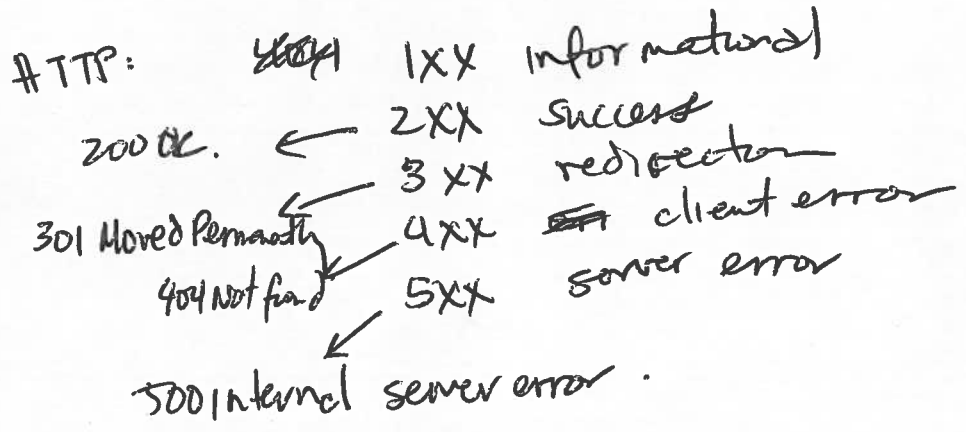 HTTP: 1xx informational
200 OK. ← 2xx success
3xx redirection
301 Moved Permanently 4xx client error
404 Not found 5xx server error
500 internal server error.